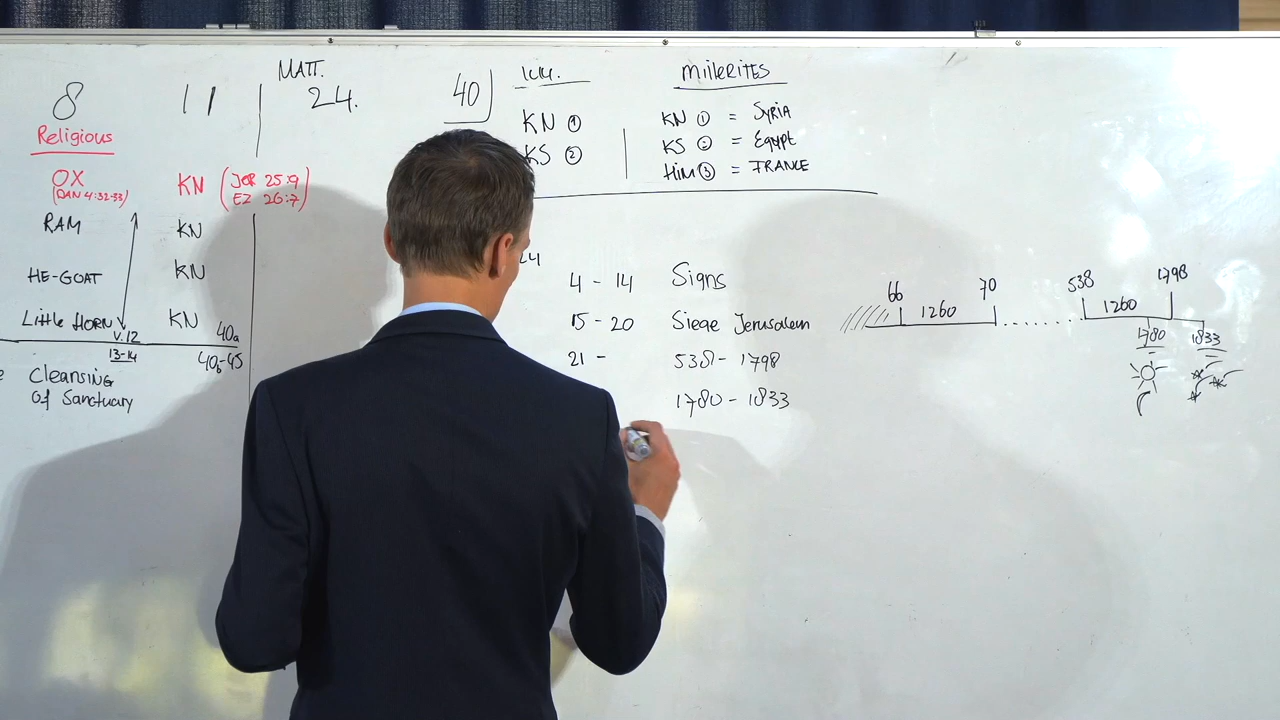 8
Religious
OX
(DAN 4:32-33)
RAM
HE-GOAT
Little HORN
v.12
13-14
Cleansing
of Sanctuary
11
KN (JER 25:9
EZ 26:7)
KN
KN
KN
40a
40b-45
MATT.
24.
40
KN ①
KS ②
MillERITES
KN ① = Syria
KS ② = Egypt
Him ③ = FRANCE
24
4 - 14 Signs
15 - 20 Siege Jerusalem
21 - 538 - 1798
1780 - 1833
66 1260 70 538 1260 1798
1780 1833